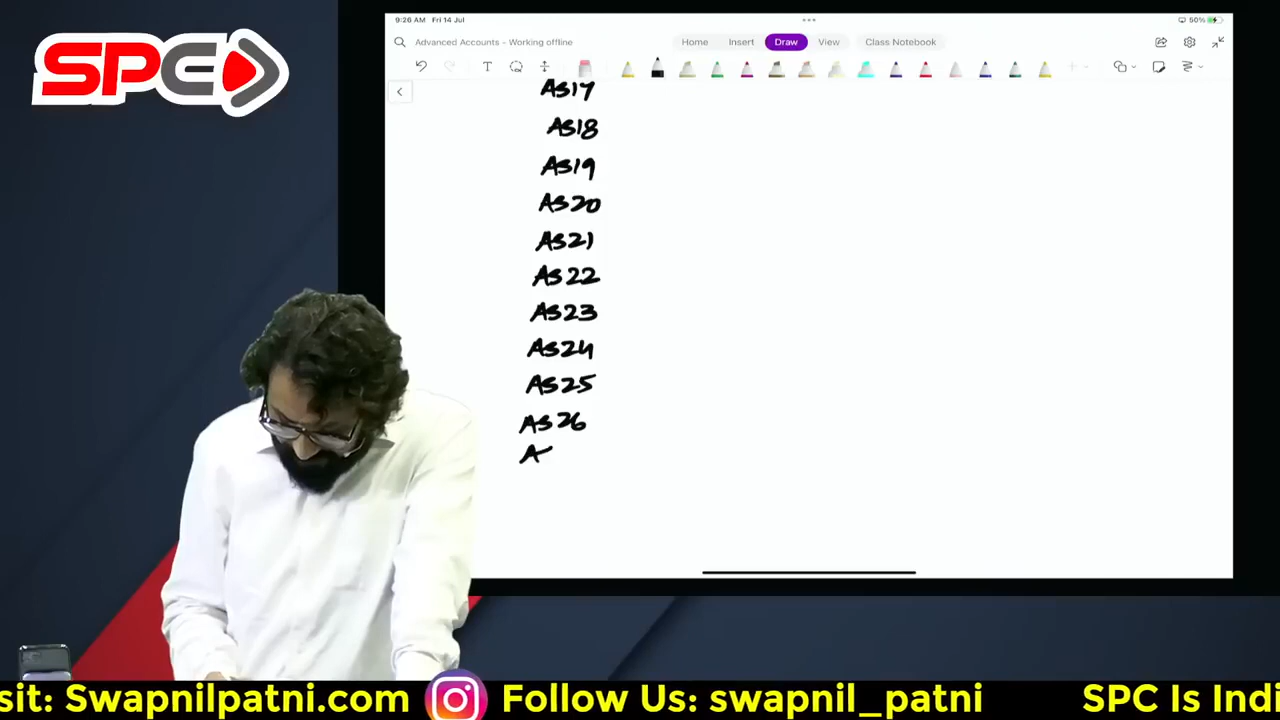 SPC
9:26 AM Fri 14 Jul
50%
Advanced Accounts - Working offline
Home Insert Draw View Class Notebook
AS17
AS18
AS19
AS20
AS21
AS22
AS23
AS24
AS25
AS26
A
sit: Swapnilpatni.com Follow Us: swapnil_patni SPC Is Indi